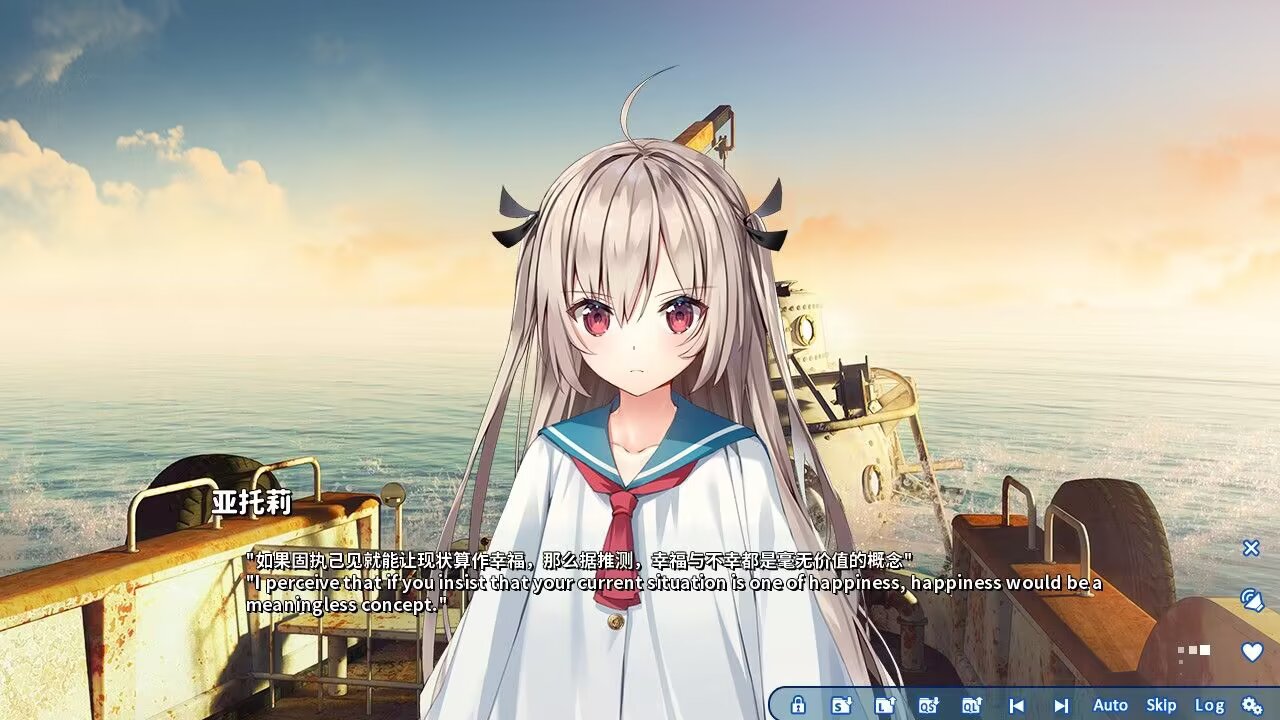 亚托莉
"如果固执己见就能让现状算作幸福，那么据推测，幸福与不幸都是毫无价值的概念"
"I perceive that if you insist that your current situation is one of happiness, happiness would be a
meaningless concept."
S L QS QL Auto Skip Log